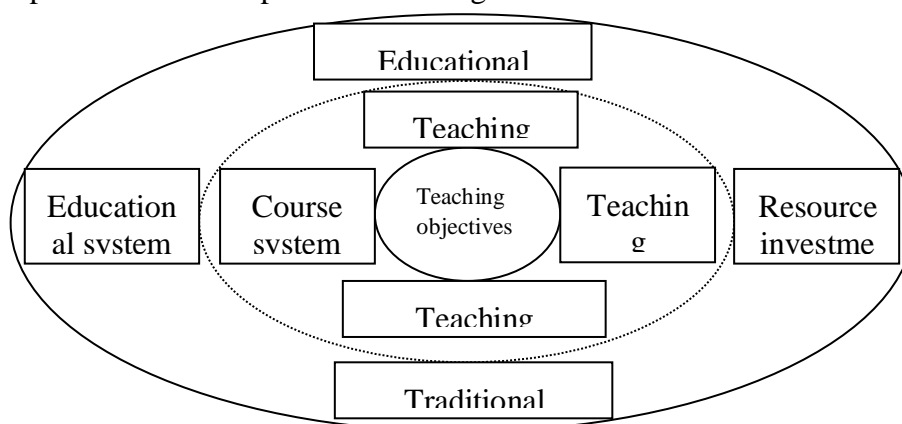 Educational
Teaching
Education
al system
Course
system
Teaching
objectives
Teachin
g
Resource
investme
Teaching
Traditional